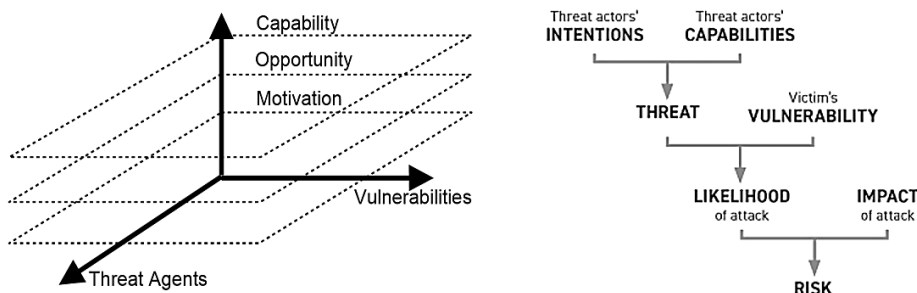 Capability
Opportunity
Motivation
Vulnerabilities
Threat Agents
Threat actors'
INTENTIONS
Threat actors'
CAPABILITIES
THREAT
Victim's
VULNERABILITY
LIKELIHOOD
of attack
IMPACT
of attack
RISK